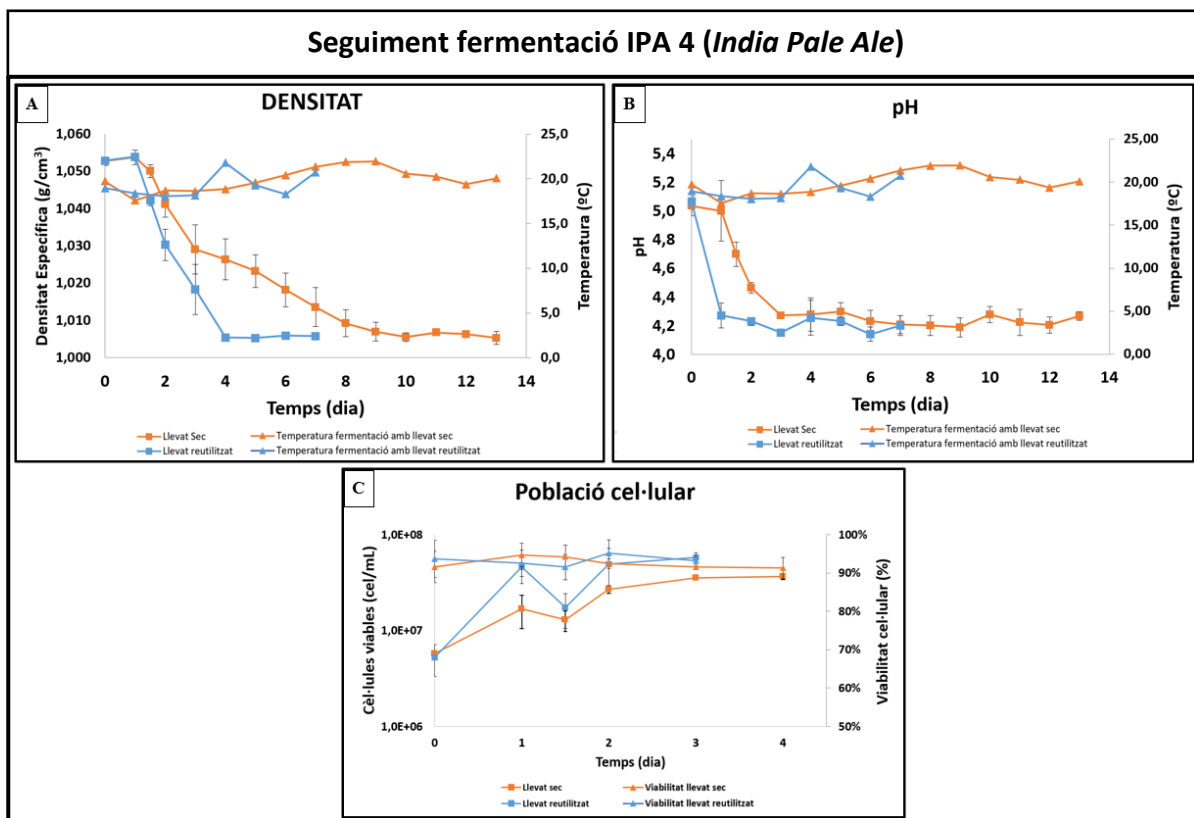 Seguiment fermentació IPA 4 (India Pale Ale)
A
DENSITAT
Densitat Específica (g/cm³)
1,060
1,050
1,040
1,030
1,020
1,010
1,000
25,0
20,0
15,0
10,0
5,0
0,0
Temperatura (ºC)
0 2 4 6 8 10 12 14
Temps (dia)
Llevat Sec
Temperatura fermentació amb llevat sec
Llevat reutilitzat
Temperatura fermentació amb llevat reutilitzat
B
pH
pH
5,4
5,2
5,0
4,8
4,6
4,4
4,2
4,0
25,00
20,00
15,00
10,00
5,00
0,00
Temperatura (ºC)
0 2 4 6 8 10 12 14
Temps (dia)
Llevat Sec
Temperatura fermentació amb llevat sec
Llevat reutilitzat
Temperatura fermentació amb llevat reutilitzat
C
Població cel·lular
Cèl·lules viables (cel/mL)
1,0E+08
1,0E+07
1,0E+06
100%
90%
80%
70%
60%
50%
Viabilitat cel·lular (%)
0 1 2 3 4
Temps (dia)
Llevat sec
Viabilitat llevat sec
Llevat reutilitzat
Viabilitat llevat reutilitzat